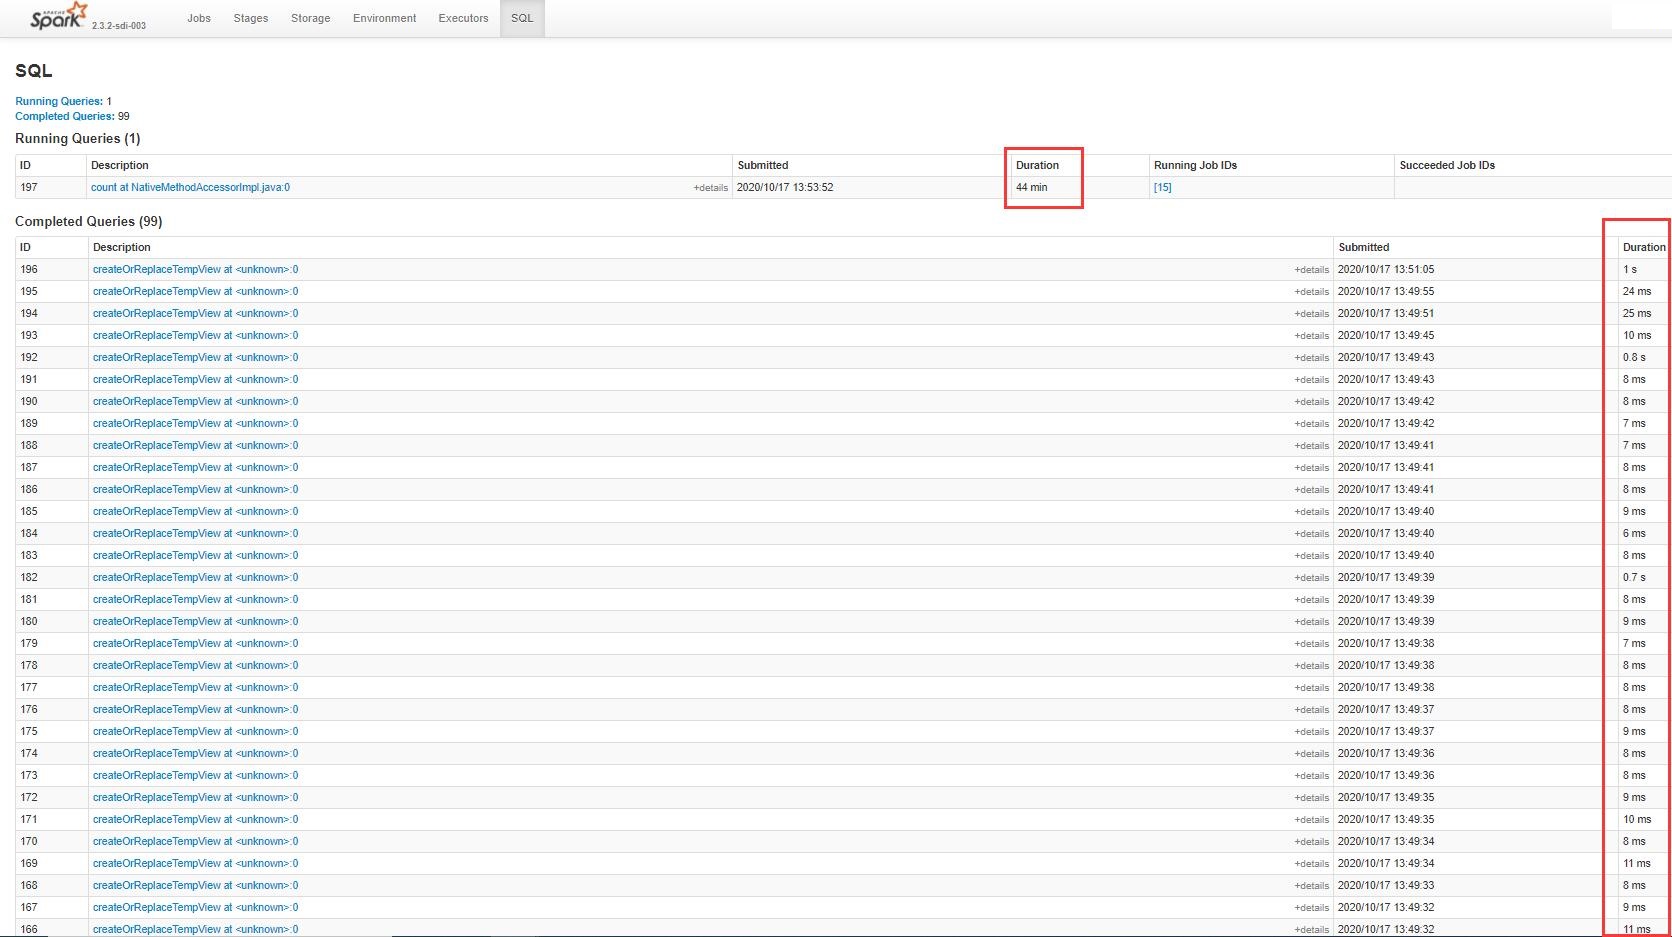 APACHE
Spark 2.3.2-sdi-003 Jobs Stages Storage Environment Executors SQL
SQL
Running Queries: 1
Completed Queries: 99
Running Queries (1)
ID Description Submitted Duration Running Job IDs Succeeded Job IDs
197 count at NativeMethodAccessorImpl.java:0 +details 2020/10/17 13:53:52 44 min [15]
Completed Queries (99)
ID Description Submitted Duration
196 createOrReplaceTempView at <unknown>:0 +details 2020/10/17 13:51:05 1 s
195 createOrReplaceTempView at <unknown>:0 +details 2020/10/17 13:49:55 24 ms
194 createOrReplaceTempView at <unknown>:0 +details 2020/10/17 13:49:51 25 ms
193 createOrReplaceTempView at <unknown>:0 +details 2020/10/17 13:49:45 10 ms
192 createOrReplaceTempView at <unknown>:0 +details 2020/10/17 13:49:43 0.8 s
191 createOrReplaceTempView at <unknown>:0 +details 2020/10/17 13:49:43 8 ms
190 createOrReplaceTempView at <unknown>:0 +details 2020/10/17 13:49:42 8 ms
189 createOrReplaceTempView at <unknown>:0 +details 2020/10/17 13:49:42 7 ms
188 createOrReplaceTempView at <unknown>:0 +details 2020/10/17 13:49:41 7 ms
187 createOrReplaceTempView at <unknown>:0 +details 2020/10/17 13:49:41 8 ms
186 createOrReplaceTempView at <unknown>:0 +details 2020/10/17 13:49:41 8 ms
185 createOrReplaceTempView at <unknown>:0 +details 2020/10/17 13:49:40 9 ms
184 createOrReplaceTempView at <unknown>:0 +details 2020/10/17 13:49:40 6 ms
183 createOrReplaceTempView at <unknown>:0 +details 2020/10/17 13:49:40 8 ms
182 createOrReplaceTempView at <unknown>:0 +details 2020/10/17 13:49:39 0.7 s
181 createOrReplaceTempView at <unknown>:0 +details 2020/10/17 13:49:39 8 ms
180 createOrReplaceTempView at <unknown>:0 +details 2020/10/17 13:49:39 9 ms
179 createOrReplaceTempView at <unknown>:0 +details 2020/10/17 13:49:38 7 ms
178 createOrReplaceTempView at <unknown>:0 +details 2020/10/17 13:49:38 8 ms
177 createOrReplaceTempView at <unknown>:0 +details 2020/10/17 13:49:38 8 ms
176 createOrReplaceTempView at <unknown>:0 +details 2020/10/17 13:49:37 8 ms
175 createOrReplaceTempView at <unknown>:0 +details 2020/10/17 13:49:37 9 ms
174 createOrReplaceTempView at <unknown>:0 +details 2020/10/17 13:49:36 8 ms
173 createOrReplaceTempView at <unknown>:0 +details 2020/10/17 13:49:36 8 ms
172 createOrReplaceTempView at <unknown>:0 +details 2020/10/17 13:49:35 9 ms
171 createOrReplaceTempView at <unknown>:0 +details 2020/10/17 13:49:35 10 ms
170 createOrReplaceTempView at <unknown>:0 +details 2020/10/17 13:49:34 8 ms
169 createOrReplaceTempView at <unknown>:0 +details 2020/10/17 13:49:34 11 ms
168 createOrReplaceTempView at <unknown>:0 +details 2020/10/17 13:49:33 8 ms
167 createOrReplaceTempView at <unknown>:0 +details 2020/10/17 13:49:32 9 ms
166 createOrReplaceTempView at <unknown>:0 +details 2020/10/17 13:49:32 11 ms